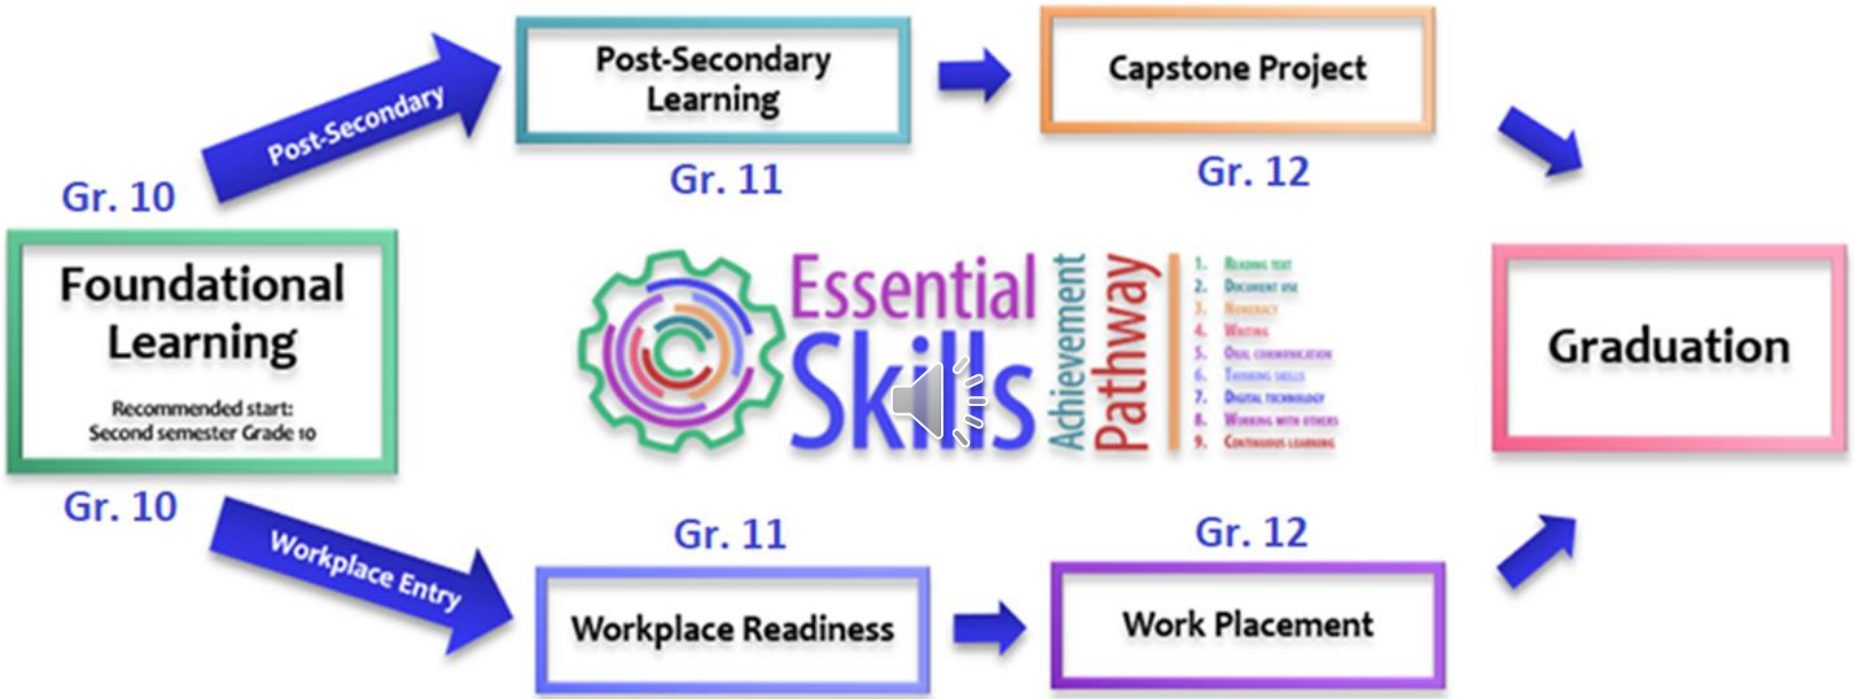 Post-Secondary
Post-Secondary
Learning
Gr. 11
Capstone Project
Gr. 12
Gr. 10
Foundational
Learning
Recommended start:
Second semester Grade 10
Gr. 10
Essential
Skills
Achievement
Pathway
1. READING TEXT
2. DOCUMENT USE
3. NUMERACY
4. WRITING
5. ORAL COMMUNICATION
6. THINKING SKILLS
7. DIGITAL TECHNOLOGY
8. WORKING WITH OTHERS
9. CONTINUOUS LEARNING
Graduation
Workplace Entry
Gr. 11
Workplace Readiness
Gr. 12
Work Placement